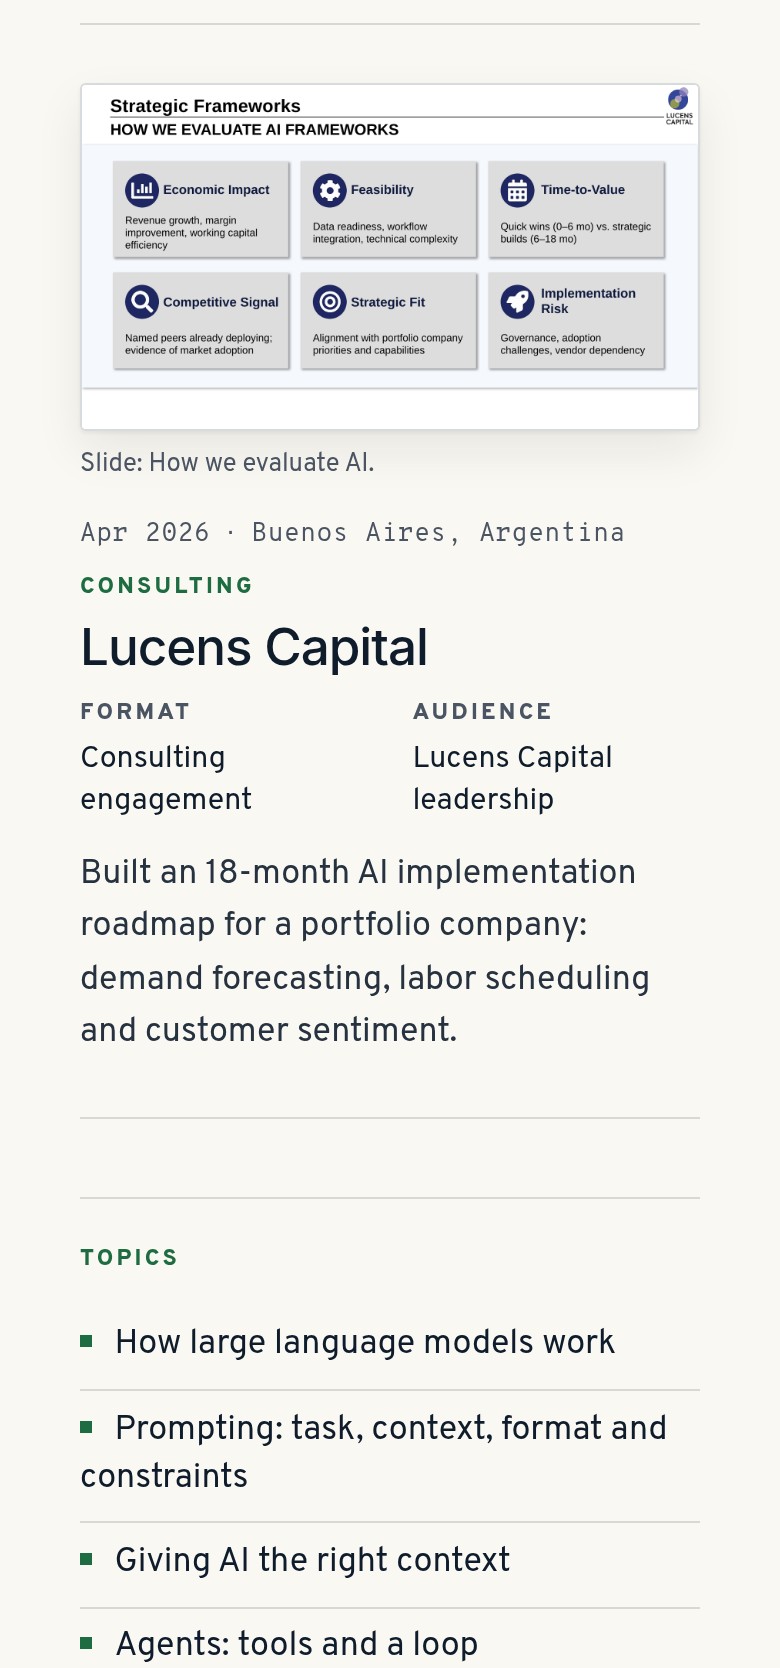 Strategic Frameworks
HOW WE EVALUATE AI FRAMEWORKS
LUCENS
CAPITAL
Economic Impact
Revenue growth, margin
improvement, working capital
efficiency
Feasibility
Data readiness, workflow
integration, technical complexity
Time-to-Value
Quick wins (0–6 mo) vs. strategic
builds (6–18 mo)
Competitive Signal
Named peers already deploying;
evidence of market adoption
Strategic Fit
Alignment with portfolio company
priorities and capabilities
Implementation
Risk
Governance, adoption
challenges, vendor dependency
Slide: How we evaluate AI.
Apr 2026 · Buenos Aires, Argentina
CONSULTING
Lucens Capital
FORMAT
Consulting
engagement
AUDIENCE
Lucens Capital
leadership
Built an 18-month AI implementation
roadmap for a portfolio company:
demand forecasting, labor scheduling
and customer sentiment.
TOPICS
How large language models work
Prompting: task, context, format and
constraints
Giving AI the right context
Agents: tools and a loop